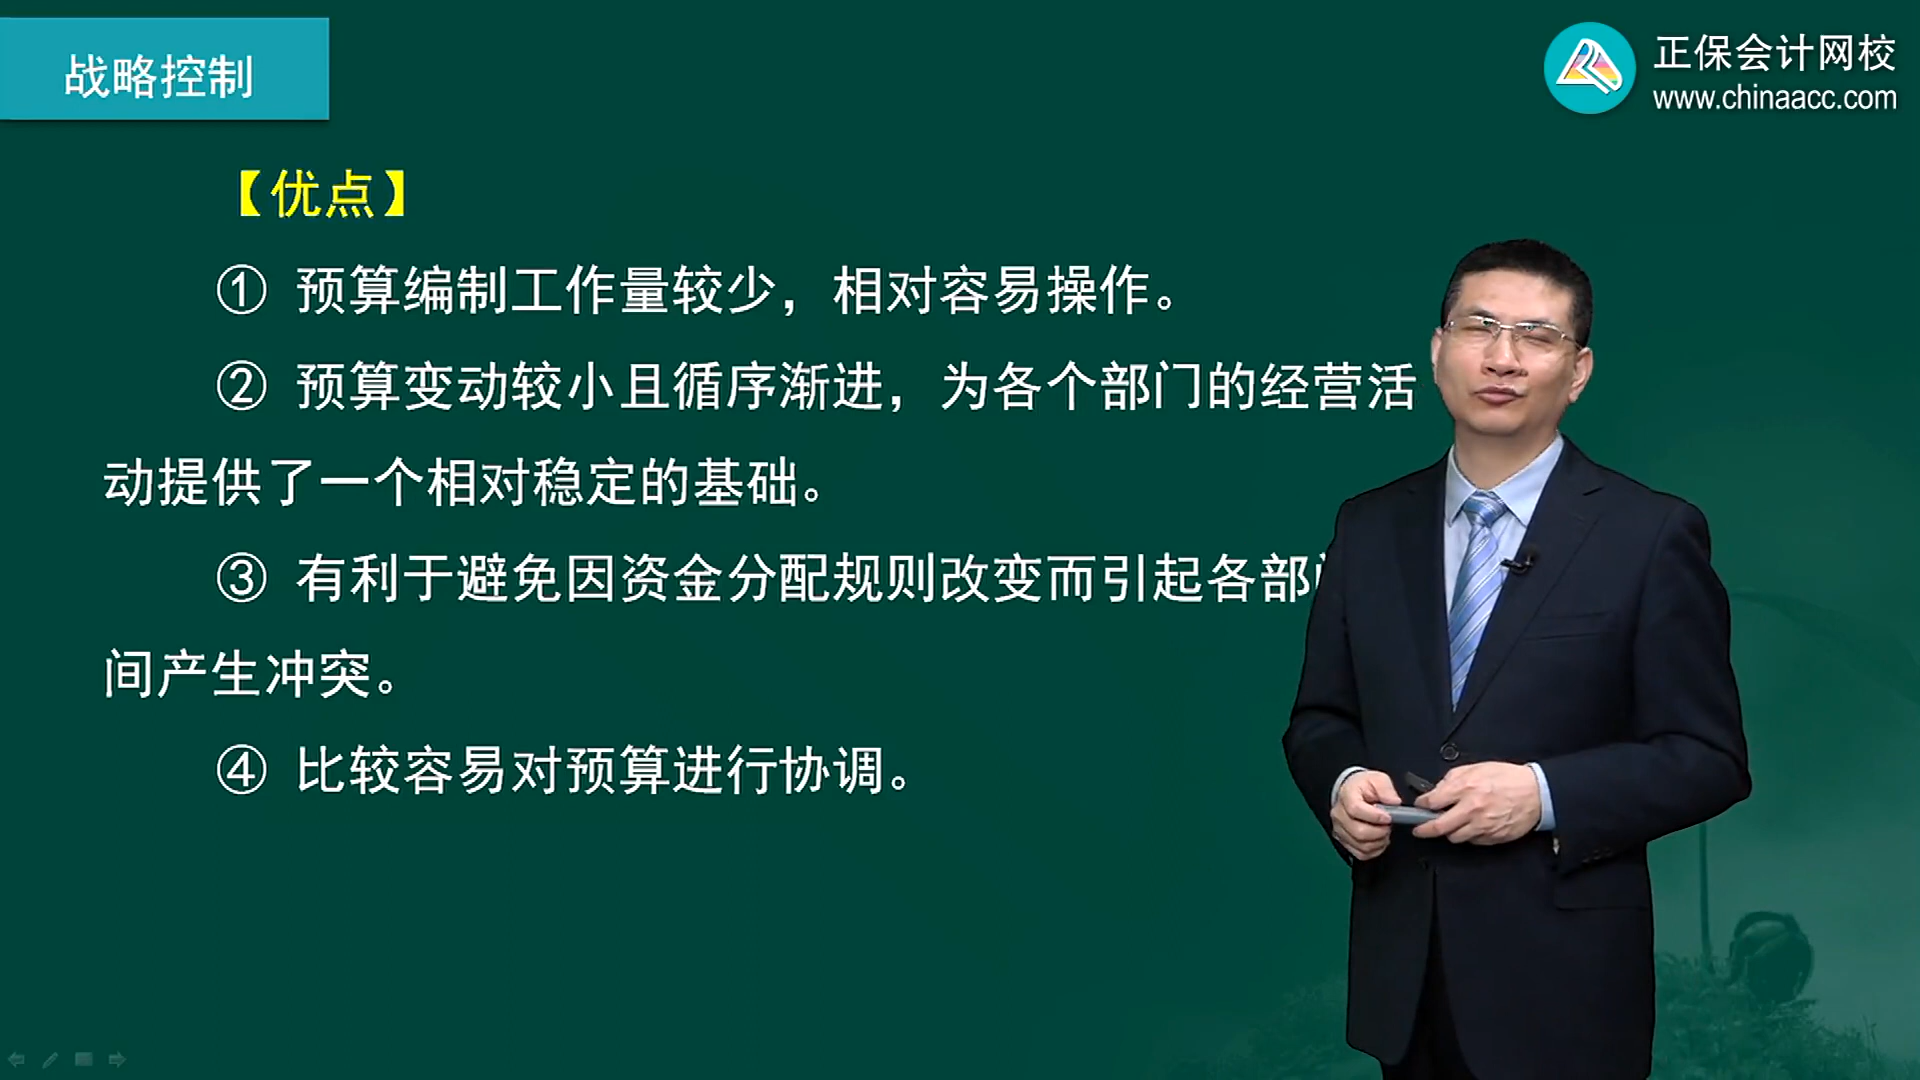 战略控制
正保会计网校
www.chinaacc.com
【优点】
① 预算编制工作量较少，相对容易操作。
② 预算变动较小且循序渐进，为各个部门的经营活
动提供了一个相对稳定的基础。
③ 有利于避免因资金分配规则改变而引起各部
间产生冲突。
④ 比较容易对预算进行协调。